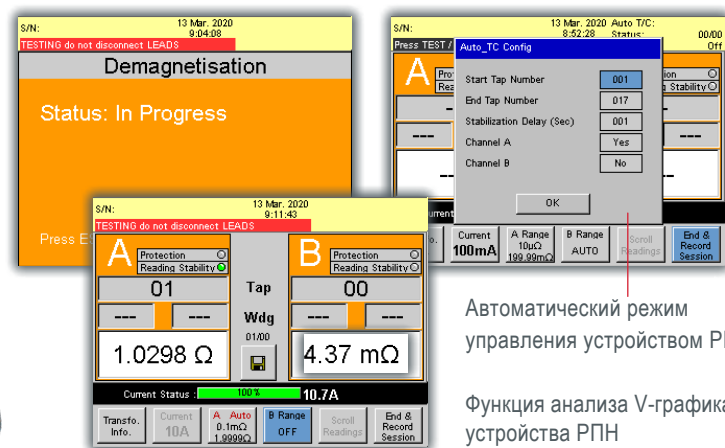 S/N:
13 Mar. 2020
9:04:08
TESTING do not disconnect LEADS
Demagnetisation
Status: In Progress
Press
S/N:
13 Mar. 2020
8:52:28
Auto T/C:
Status:
00/00
Off
Press TEST /
Auto_TC Config
A
Start Tap Number 001
End Tap Number 017
Stabilization Delay (Sec) 001
Channel A Yes
Channel B No
OK
---
---
Current
100mA
A Range
10µΩ
199.99mΩ
B Range
AUTO
Scroll
Readings
End &
Record
Session
S/N:
13 Mar. 2020
9:11:43
TESTING do not disconnect LEADS
A
Protection
Reading Stability
B
Protection
Reading Stability
01 Tap 00
--- --- Wdg --- ---
01/00
1.0298 Ω
4.37 mΩ
Current Status : 100 % 10.7A
Transfo.
Info.
Current
10A
A Auto
0.1mΩ
1.9999Ω
B Range
OFF
Scroll
Readings
End &
Record
Session
Автоматический режим
управления устройством
Функция анализа V-графика
устройства РПН